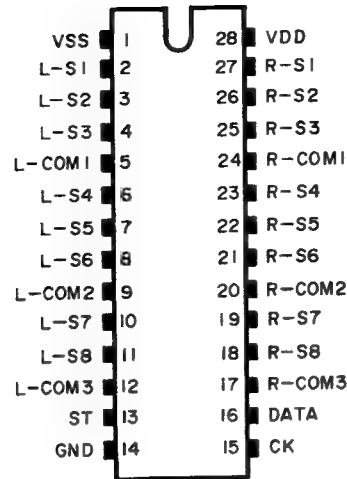 VSS 1 28 VDD
L-S1 2 27 R-S1
L-S2 3 26 R-S2
L-S3 4 25 R-S3
L-COM1 5 24 R-COM1
L-S4 6 23 R-S4
L-S5 7 22 R-S5
L-S6 8 21 R-S6
L-COM2 9 20 R-COM2
L-S7 10 19 R-S7
L-S8 11 18 R-S8
L-COM3 12 17 R-COM3
ST 13 16 DATA
GND 14 15 CK